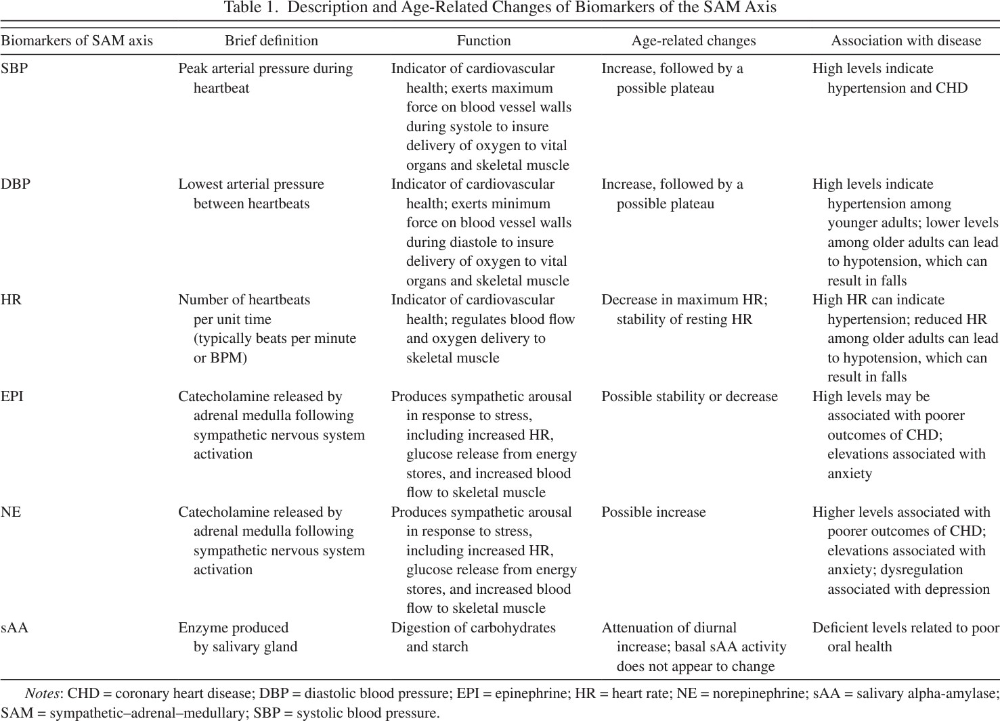 Table 1. Description and Age-Related Changes of Biomarkers of the SAM Axis
Biomarkers of SAM axis Brief definition Function Age-related changes Association with disease
SBP Peak arterial pressure during Indicator of cardiovascular Increase, followed by a High levels indicate
heartbeat health; exerts maximum possible plateau hypertension and CHD
force on blood vessel walls
during systole to insure
delivery of oxygen to vital
organs and skeletal muscle
DBP Lowest arterial pressure Indicator of cardiovascular Increase, followed by a High levels indicate
between heartbeats health; exerts minimum possible plateau hypertension among
force on blood vessel walls younger adults; lower levels
during diastole to insure among older adults can lead
delivery of oxygen to vital to hypotension, which can
organs and skeletal muscle result in falls
HR Number of heartbeats Indicator of cardiovascular Decrease in maximum HR; High HR can indicate
per unit time health; regulates blood flow stability of resting HR hypertension; reduced HR
(typically beats per minute and oxygen delivery to among older adults can lead
or BPM) skeletal muscle to hypotension, which can
result in falls
EPI Catecholamine released by Produces sympathetic arousal Possible stability or decrease High levels may be
adrenal medulla following in response to stress, associated with poorer
sympathetic nervous system including increased HR, outcomes of CHD;
activation glucose release from energy elevations associated with
stores, and increased blood anxiety
flow to skeletal muscle
NE Catecholamine released by Produces sympathetic arousal Possible increase Higher levels associated with
adrenal medulla following in response to stress, poorer outcomes of CHD;
sympathetic nervous system including increased HR, elevations associated with
activation glucose release from energy anxiety; dysregulation
stores, and increased blood associated with depression
flow to skeletal muscle
sAA Enzyme produced Digestion of carbohydrates Attenuation of diurnal Deficient levels related to poor
by salivary gland and starch increase; basal sAA activity oral health
does not appear to change
Notes: CHD = coronary heart disease; DBP = diastolic blood pressure; EPI = epinephrine; HR = heart rate; NE = norepinephrine; sAA = salivary alpha-amylase;
SAM = sympathetic–adrenal–medullary; SBP = systolic blood pressure.